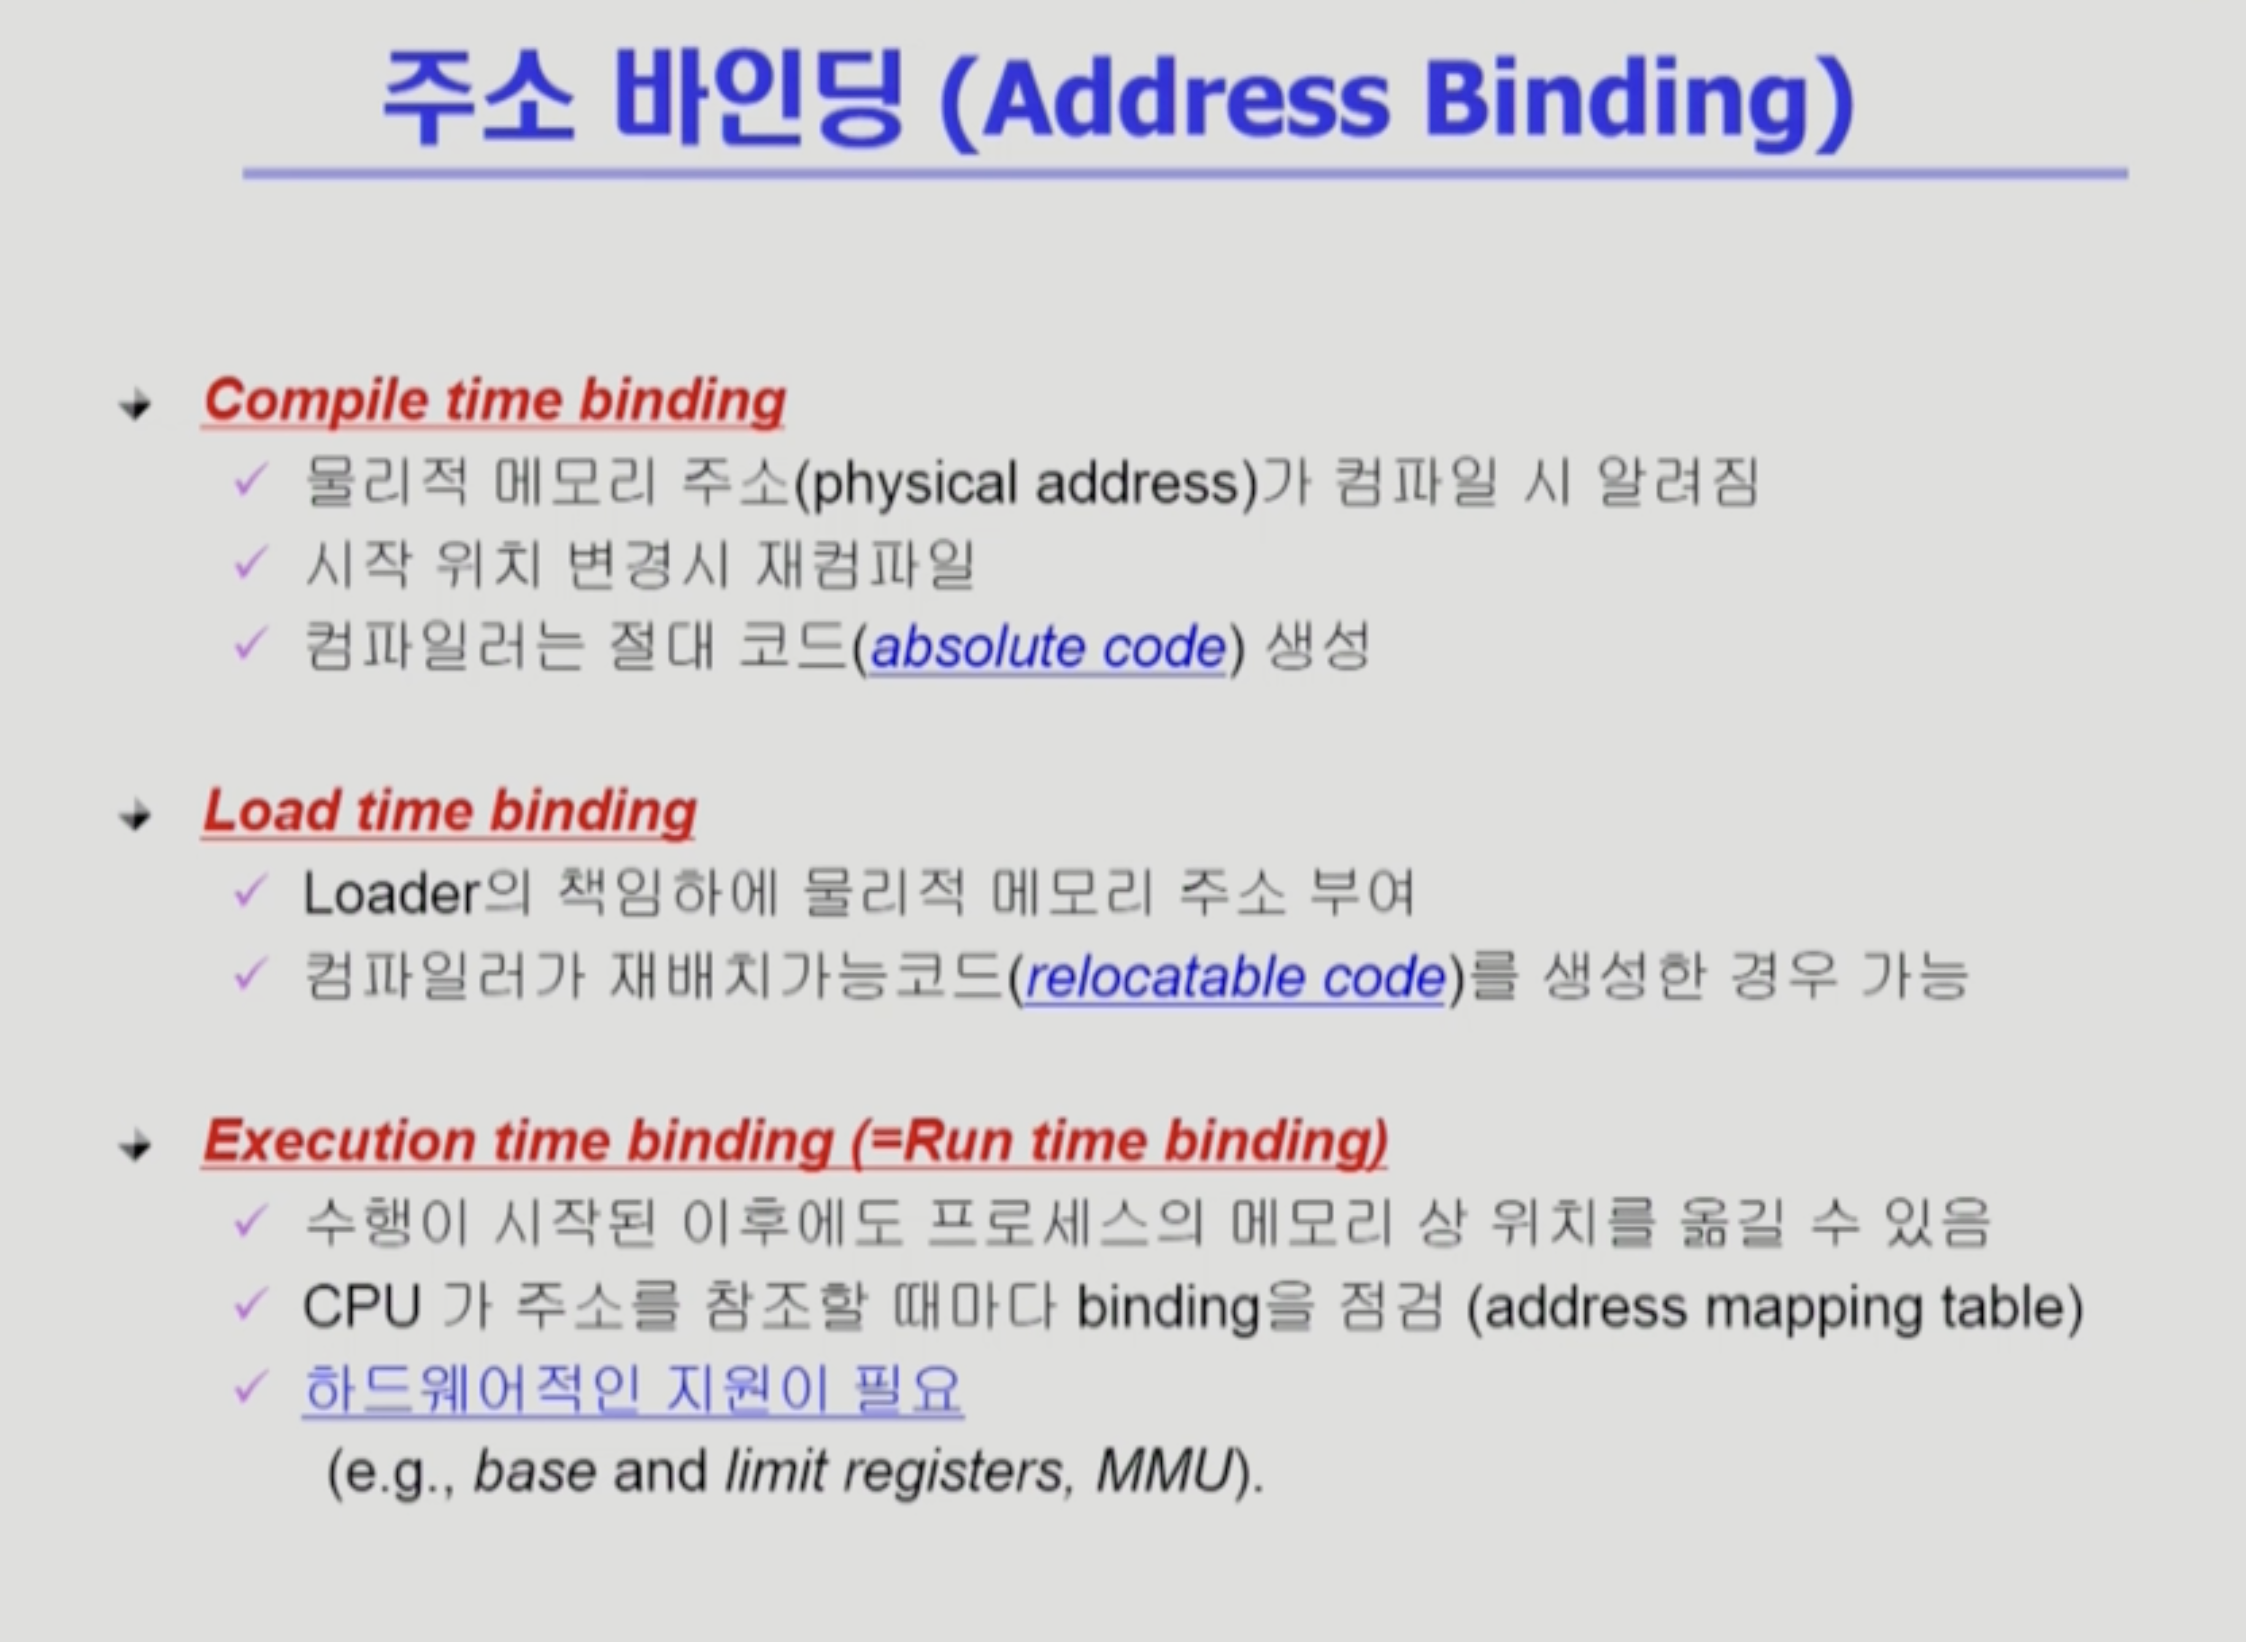 주소 바인딩 (Address Binding)
Compile time binding
물리적 메모리 주소(physical address)가 컴파일 시 알려짐
시작 위치 변경시 재컴파일
컴파일러는 절대 코드(absolute code) 생성
Load time binding
Loader의 책임하에 물리적 메모리 주소 부여
컴파일러가 재배치가능코드(relocatable code)를 생성한 경우 가능
Execution time binding (=Run time binding)
수행이 시작된 이후에도 프로세스의 메모리 상 위치를 옮길 수 있음
CPU 가 주소를 참조할 때마다 binding을 점검 (address mapping table)
하드웨어적인 지원이 필요
(e.g., base and limit registers, MMU).